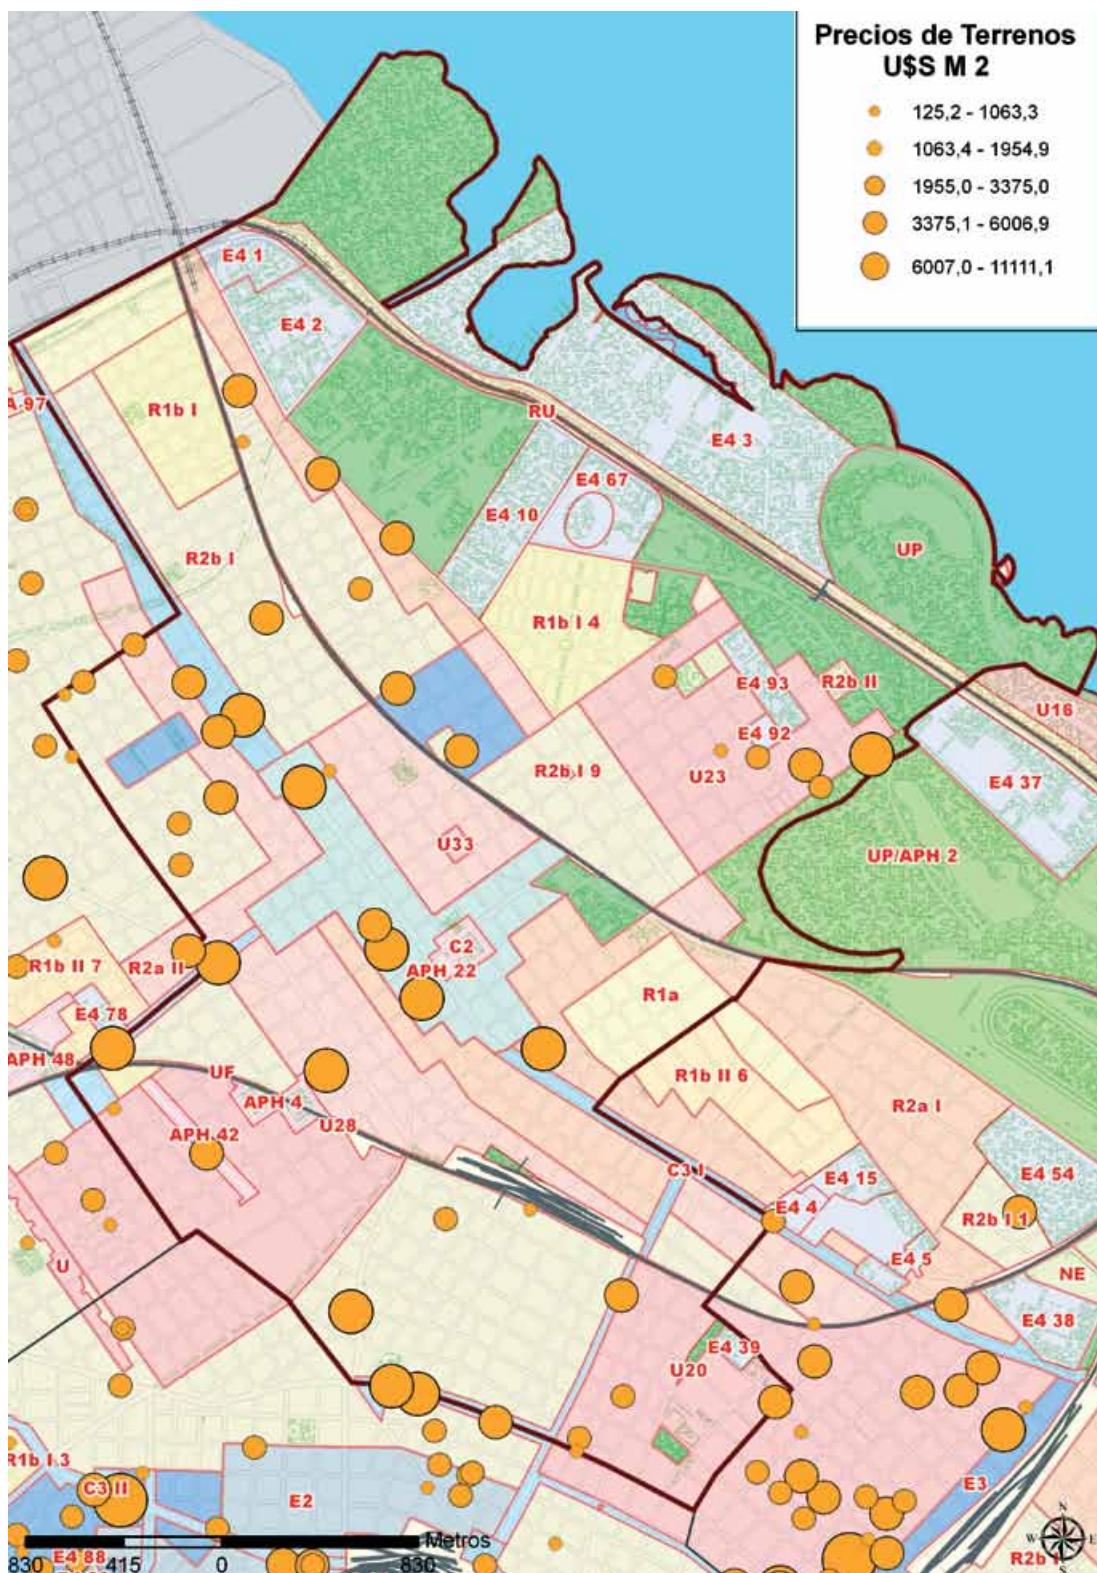 Precios de Terrenos
U$S M 2
125,2 - 1063,3
1063,4 - 1954,9
1955,0 - 3375,0
3375,1 - 6006,9
6007,0 - 11111,1
E4 1
E4 2
A 97
R1b I
RU
E4 3
E4 67
E4 10
R2b I
UP
R1b I 4
E4 93
R2b II
U16
E4 92
R2b I 9
U23
E4 37
U33
UP/APH 2
C2
R1b II 7
R2a II
APH 22
R1a
E4 78
APH 48
UF
R1b II 6
APH 4
R2a I
U28
APH 42
C3 I
E4 15
E4 54
E4 4
R2b I 1
E4 5
U
NE
E4 38
E4 39
U20
R1b I 3
C3 II
E3
E2
N
W E
S
Metros
E4 88
830 415 0 830
R2b I